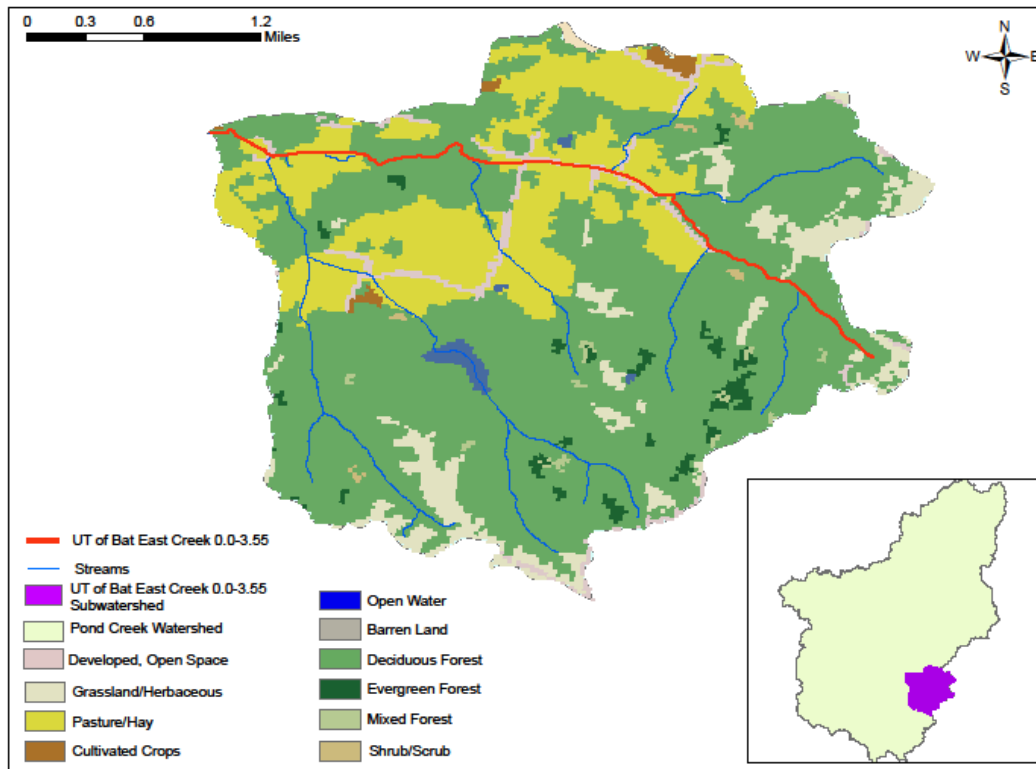 0 0.3 0.6 1.2
Miles
N
W E
S
UT of Bat East Creek 0.0-3.55
Streams
UT of Bat East Creek 0.0-3.55
Subwatershed
Pond Creek Watershed
Developed, Open Space
Grassland/Herbaceous
Pasture/Hay
Cultivated Crops
Open Water
Barren Land
Deciduous Forest
Evergreen Forest
Mixed Forest
Shrub/Scrub